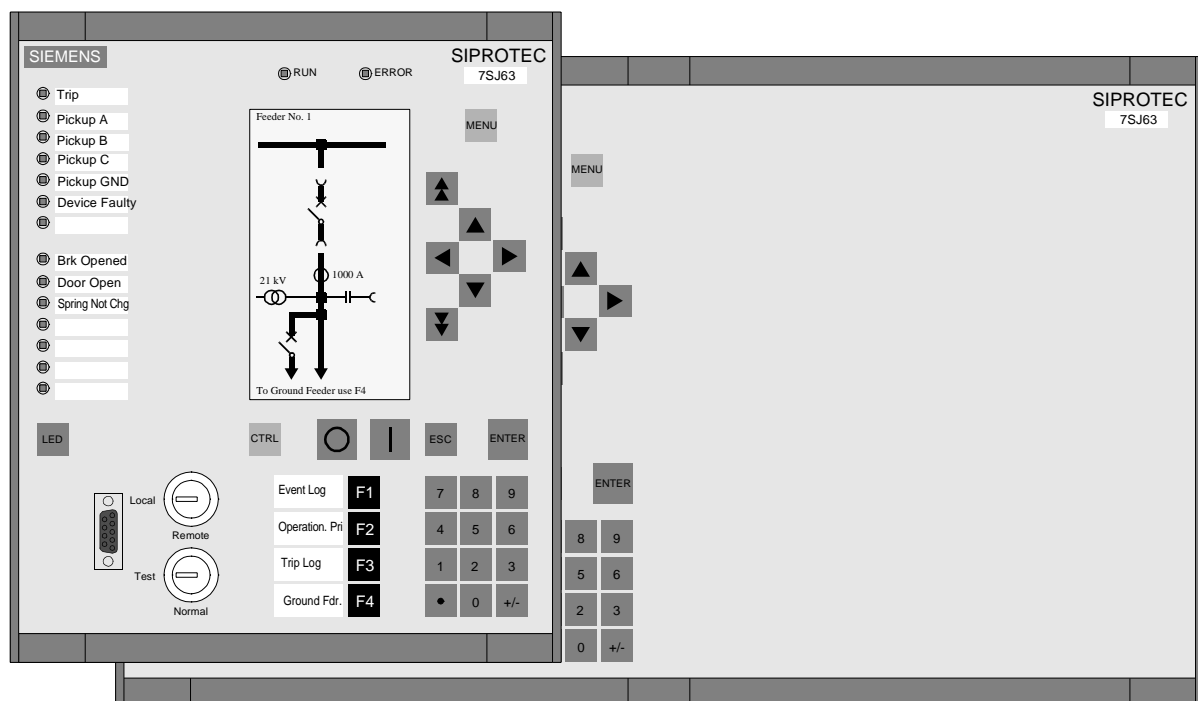 SIEMENS
SIPROTEC
7SJ63
RUN
ERROR
Trip
Pickup A
Pickup B
Pickup C
Pickup GND
Device Faulty
Brk Opened
Door Open
Spring Not Chg
Feeder No. 1
21 kV
1000 A
To Ground Feeder use F4
MENU
LED
CTRL
ESC
ENTER
Local
Remote
Test
Normal
Event Log F1
Operation. Pri F2
Trip Log F3
Ground Fdr. F4
7 8 9
4 5 6
1 2 3
• 0 +/-
SIPROTEC
7SJ63
MENU
ENTER
8 9
5 6
2 3
0 +/-